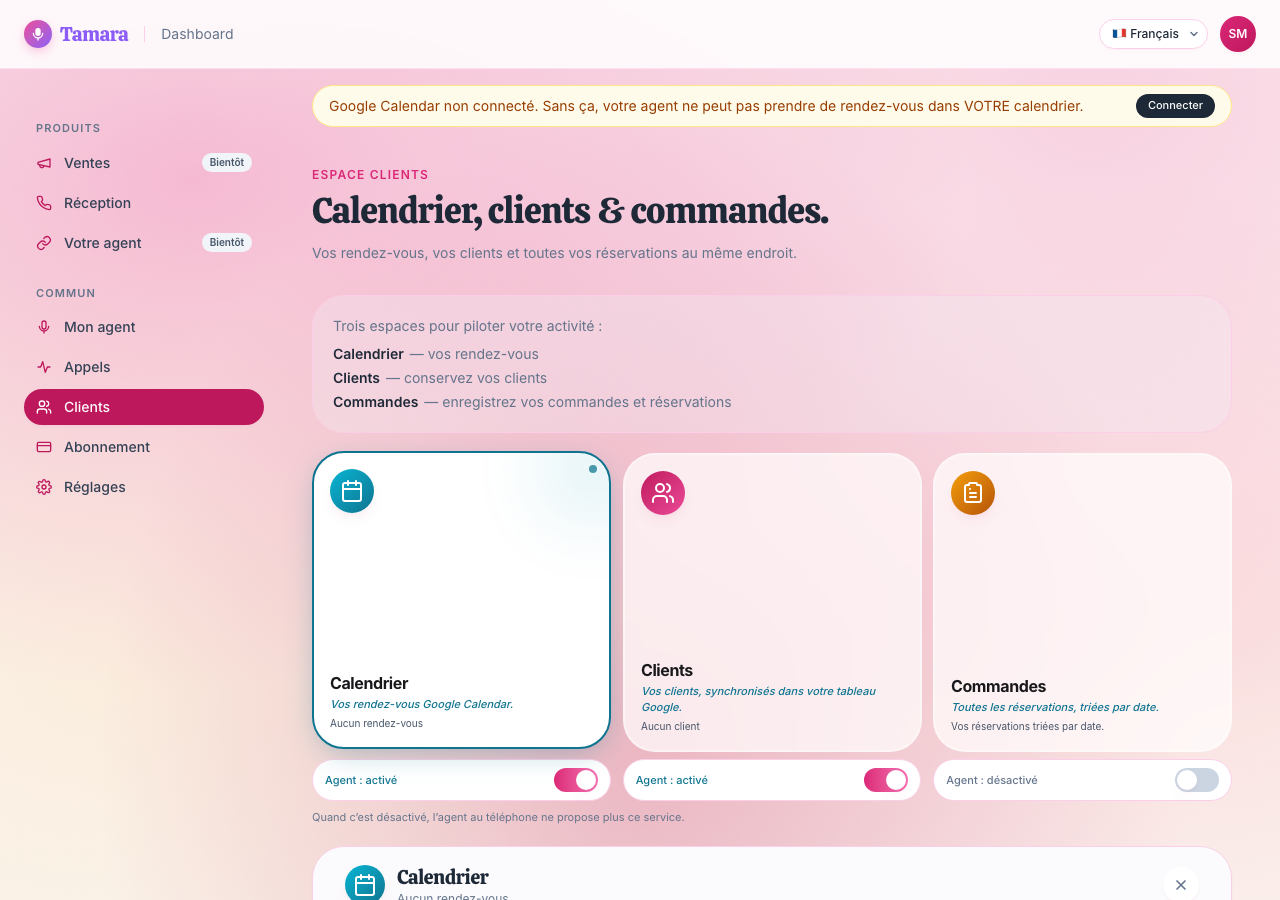 Tamara
Dashboard
Français
SM
Google Calendar non connecté. Sans ça, votre agent ne peut pas prendre de rendez-vous dans VOTRE calendrier.
Connecter
PRODUITS
Ventes
Bientôt
Réception
Votre agent
Bientôt
COMMUN
Mon agent
Appels
Clients
Abonnement
Réglages
ESPACE CLIENTS
Calendrier, clients & commandes.
Vos rendez-vous, vos clients et toutes vos réservations au même endroit.
Trois espaces pour piloter votre activité :
Calendrier — vos rendez-vous
Clients — conservez vos clients
Commandes — enregistrez vos commandes et réservations
Calendrier
Vos rendez-vous Google Calendar.
Aucun rendez-vous
Agent : activé
Clients
Vos clients, synchronisés dans votre tableau
Google.
Aucun client
Agent : activé
Commandes
Toutes les réservations, triées par date.
Vos réservations triées par date.
Agent : désactivé
Quand c’est désactivé, l’agent au téléphone ne propose plus ce service.
Calendrier
Aucun rendez-vous